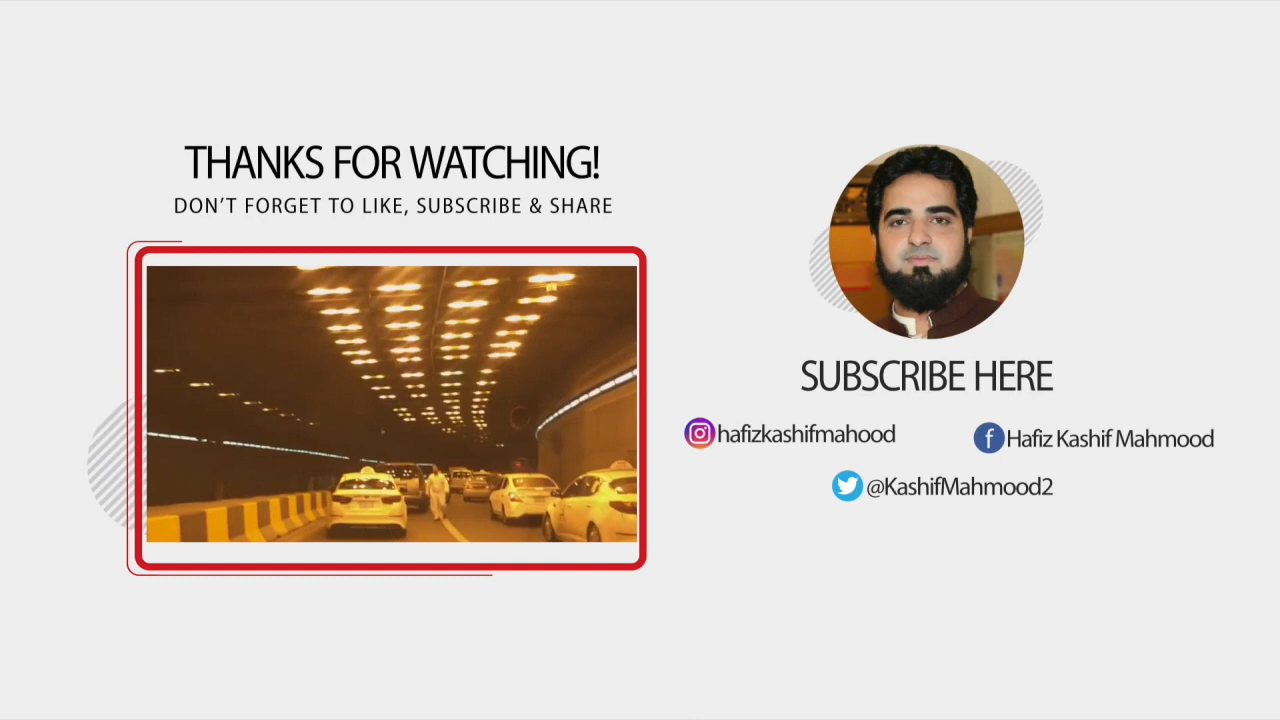 THANKS FOR WATCHING!
DON'T FORGET TO LIKE, SUBSCRIBE & SHARE
SUBSCRIBE HERE
hafizkashifmahood
Hafiz Kashif Mahmood
@KashifMahmood2